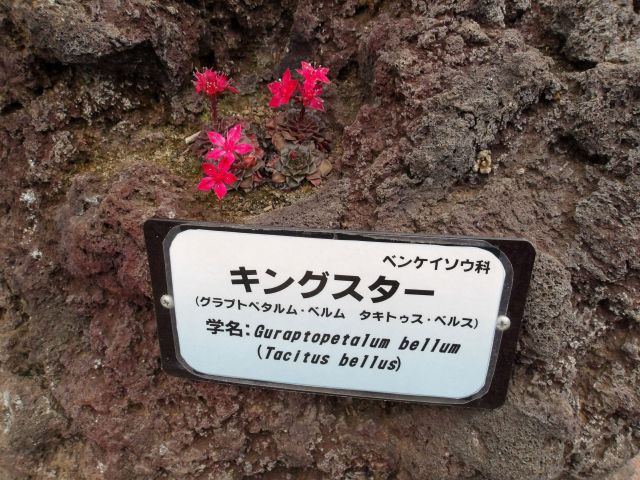 ベンケイソウ科
キングスター
(グラプトペタルム・ベルム　タキトゥス・ベルス)
学名：Guraptopetalum bellum
(Tacitus bellus)